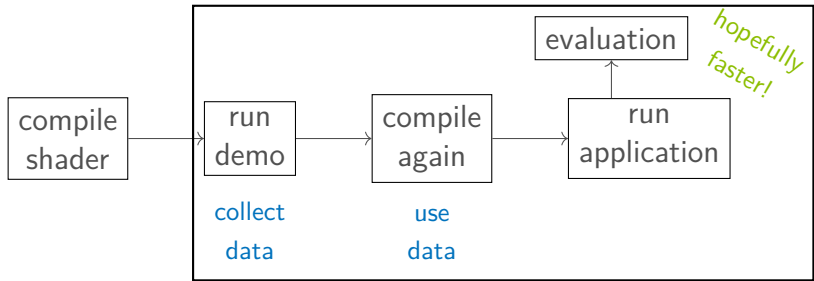 compile
shader
run
demo
collect
data
compile
again
use
data
run
application
evaluation
hopefully
faster!